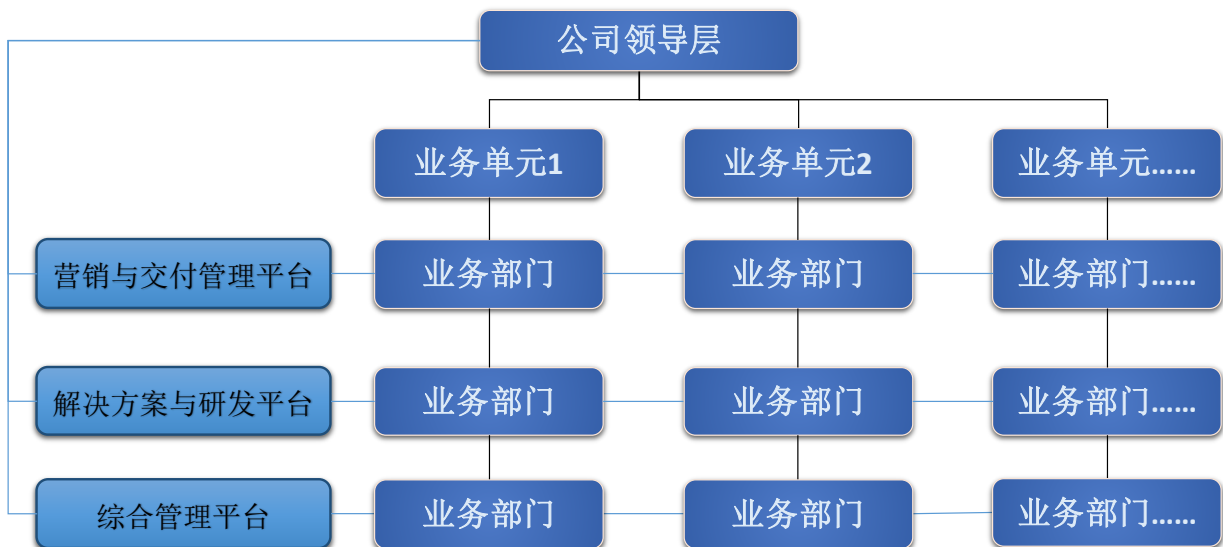 公司领导层
业务单元1
业务单元2
业务单元……
营销与交付管理平台
业务部门
业务部门
业务部门……
解决方案与研发平台
业务部门
业务部门
业务部门……
综合管理平台
业务部门
业务部门
业务部门……